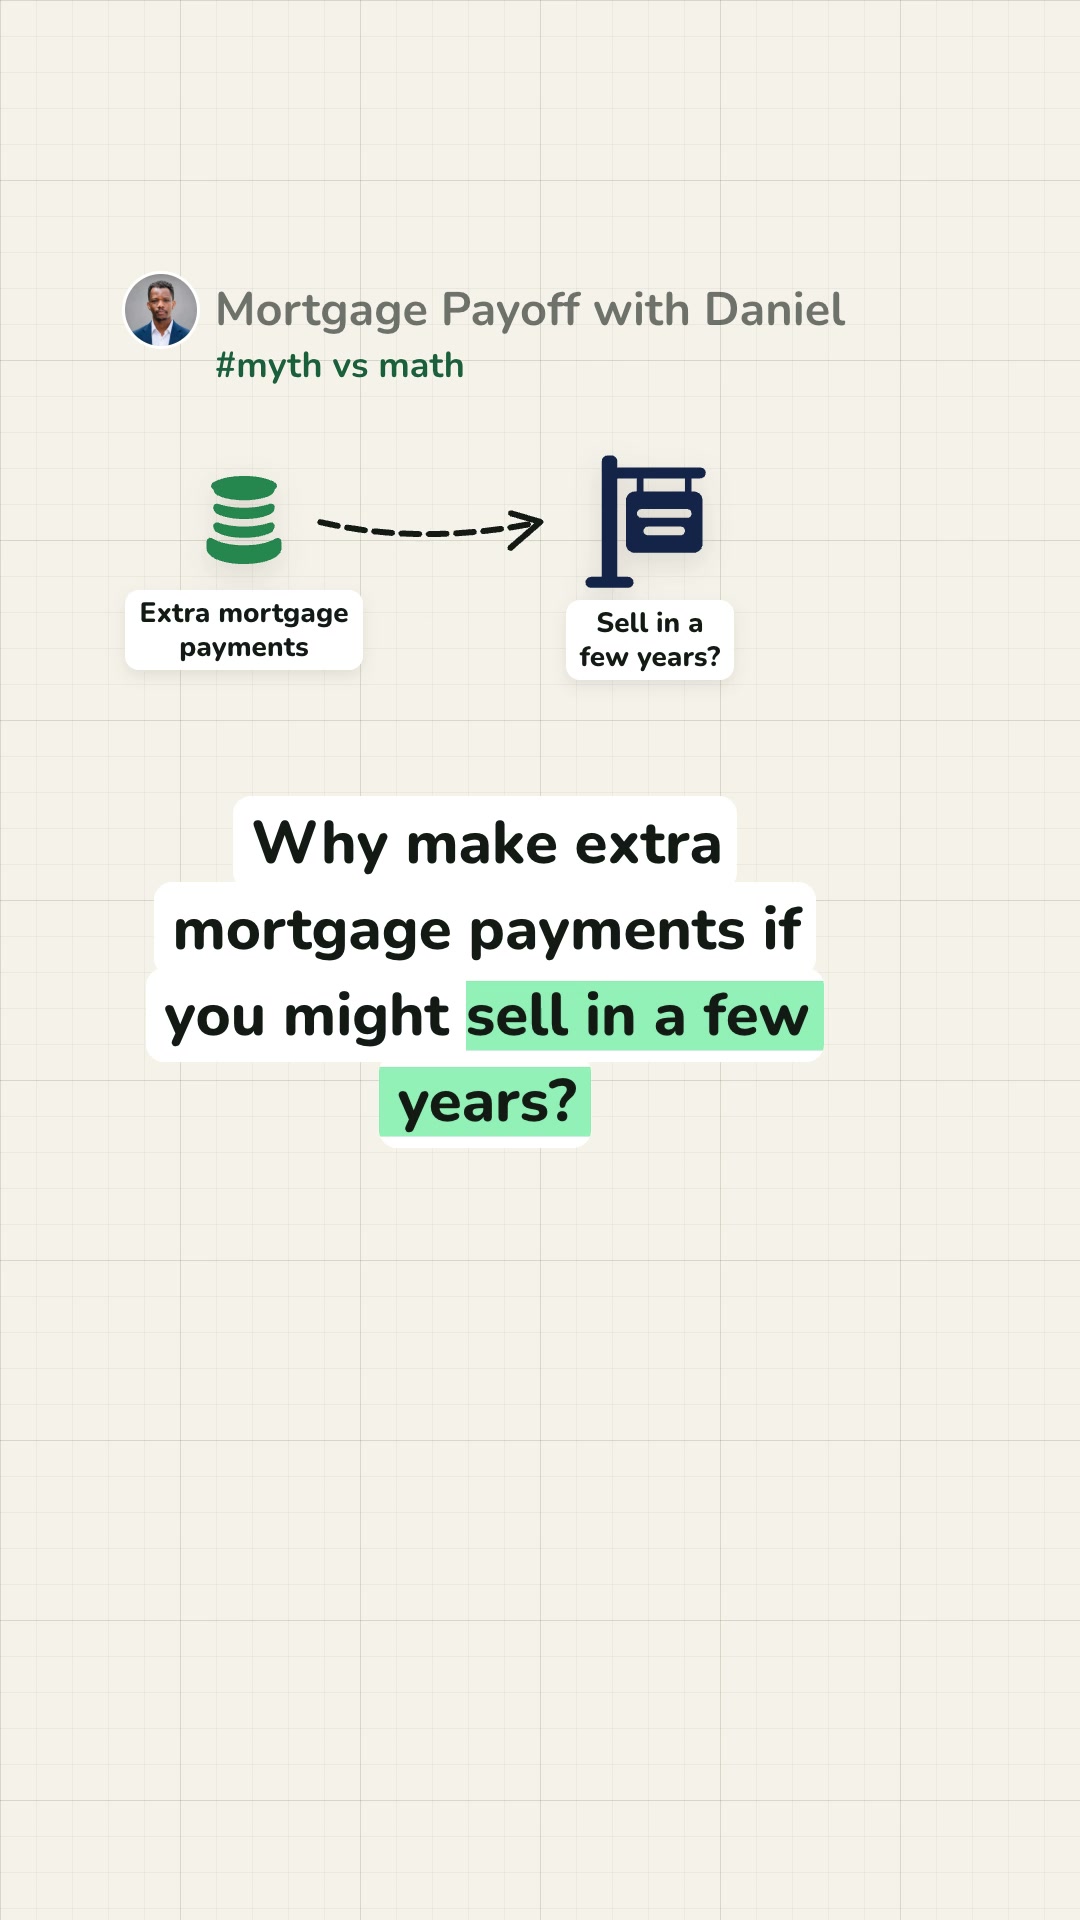 Mortgage Payoff with Daniel
#myth vs math
Extra mortgage
payments
Sell in a
few years?
Why make extra
mortgage payments if
you might sell in a few
years?